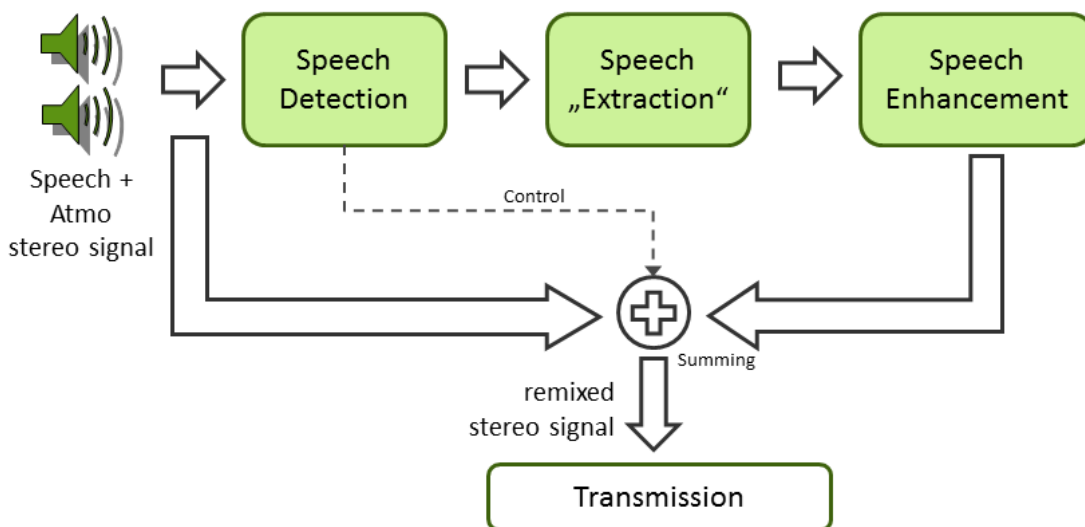 Speech
Detection
Speech
„Extraction“
Speech
Enhancement
Speech +
Atmo
stereo signal
Control
Summing
remixed
stereo signal
Transmission